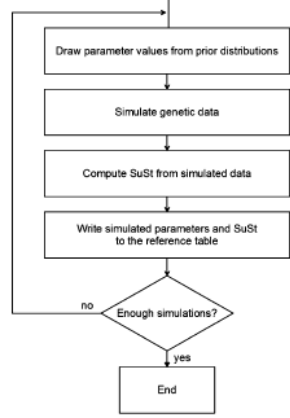 Draw parameter values from prior distributions
Simulate genetic data
Compute SuSt from simulated data
Write simulated parameters and SuSt
to the reference table
no
Enough simulations?
yes
End